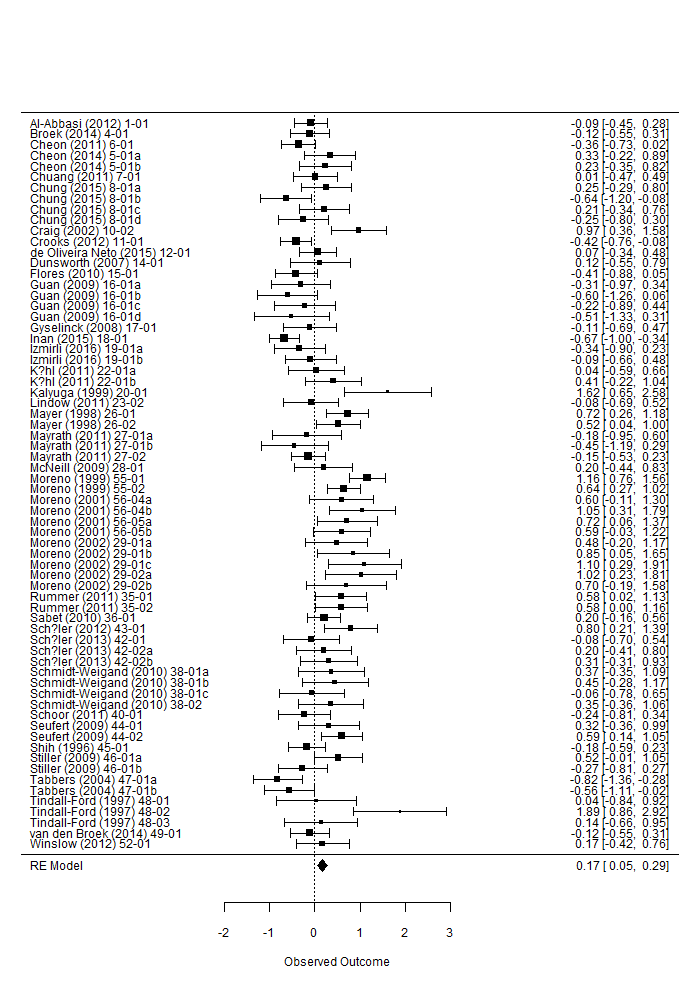 Al-Abbasi (2012) 1-01 -0.09 [-0.45, 0.28]
Broek (2014) 4-01 -0.12 [-0.55, 0.31]
Cheon (2011) 6-01 -0.36 [-0.73, 0.02]
Cheon (2014) 5-01a 0.33 [-0.22, 0.89]
Cheon (2014) 5-01b 0.23 [-0.35, 0.82]
Chuang (2011) 7-01 0.01 [-0.47, 0.49]
Chung (2015) 8-01a 0.25 [-0.29, 0.80]
Chung (2015) 8-01b -0.64 [-1.20, -0.08]
Chung (2015) 8-01c 0.21 [-0.34, 0.76]
Chung (2015) 8-01d -0.25 [-0.80, 0.30]
Craig (2002) 10-02 0.97 [ 0.36, 1.58]
Crooks (2012) 11-01 -0.42 [-0.76, -0.08]
de Oliveira Neto (2015) 12-01 0.07 [-0.34, 0.48]
Dunsworth (2007) 14-01 0.12 [-0.55, 0.79]
Flores (2010) 15-01 -0.41 [-0.88, 0.05]
Guan (2009) 16-01a -0.31 [-0.97, 0.34]
Guan (2009) 16-01b -0.60 [-1.26, 0.06]
Guan (2009) 16-01c -0.22 [-0.89, 0.44]
Guan (2009) 16-01d -0.51 [-1.33, 0.31]
Gyselinck (2008) 17-01 -0.11 [-0.69, 0.47]
Inan (2015) 18-01 -0.67 [-1.00, -0.34]
Izmirli (2016) 19-01a -0.34 [-0.90, 0.23]
Izmirli (2016) 19-01b -0.09 [-0.66, 0.48]
K?hl (2011) 22-01a 0.04 [-0.59, 0.66]
K?hl (2011) 22-01b 0.41 [-0.22, 1.04]
Kalyuga (1999) 20-01 1.62 [ 0.65, 2.58]
Lindow (2011) 23-02 -0.08 [-0.69, 0.52]
Mayer (1998) 26-01 0.72 [ 0.26, 1.18]
Mayer (1998) 26-02 0.52 [ 0.04, 1.00]
Mayrath (2011) 27-01a -0.18 [-0.95, 0.60]
Mayrath (2011) 27-01b -0.45 [-1.19, 0.29]
Mayrath (2011) 27-02 -0.15 [-0.53, 0.23]
McNeill (2009) 28-01 0.20 [-0.44, 0.83]
Moreno (1999) 55-01 1.16 [ 0.76, 1.56]
Moreno (1999) 55-02 0.64 [ 0.27, 1.02]
Moreno (2001) 56-04a 0.60 [-0.11, 1.30]
Moreno (2001) 56-04b 1.05 [ 0.31, 1.79]
Moreno (2001) 56-05a 0.72 [ 0.06, 1.37]
Moreno (2001) 56-05b 0.59 [-0.03, 1.22]
Moreno (2002) 29-01a 0.48 [-0.20, 1.17]
Moreno (2002) 29-01b 0.85 [ 0.05, 1.65]
Moreno (2002) 29-01c 1.10 [ 0.29, 1.91]
Moreno (2002) 29-02a 1.02 [ 0.23, 1.81]
Moreno (2002) 29-02b 0.70 [-0.19, 1.58]
Rummer (2011) 35-01 0.58 [ 0.02, 1.13]
Rummer (2011) 35-02 0.58 [ 0.00, 1.16]
Sabet (2010) 36-01 0.20 [-0.16, 0.56]
Sch?ler (2012) 43-01 0.80 [ 0.21, 1.39]
Sch?ler (2013) 42-01 -0.08 [-0.70, 0.54]
Sch?ler (2013) 42-02a 0.20 [-0.41, 0.80]
Sch?ler (2013) 42-02b 0.31 [-0.31, 0.93]
Schmidt-Weigand (2010) 38-01a 0.37 [-0.35, 1.09]
Schmidt-Weigand (2010) 38-01b 0.45 [-0.28, 1.17]
Schmidt-Weigand (2010) 38-01c -0.06 [-0.78, 0.65]
Schmidt-Weigand (2010) 38-02 0.35 [-0.36, 1.06]
Schoor (2011) 40-01 -0.24 [-0.81, 0.34]
Seufert (2009) 44-01 0.32 [-0.36, 0.99]
Seufert (2009) 44-02 0.59 [ 0.14, 1.05]
Shih (1996) 45-01 -0.18 [-0.59, 0.23]
Stiller (2009) 46-01a 0.52 [-0.01, 1.05]
Stiller (2009) 46-01b -0.27 [-0.81, 0.27]
Tabbers (2004) 47-01a -0.82 [-1.36, -0.28]
Tabbers (2004) 47-01b -0.56 [-1.11, -0.02]
Tindall-Ford (1997) 48-01 0.04 [-0.84, 0.92]
Tindall-Ford (1997) 48-02 1.89 [ 0.86, 2.92]
Tindall-Ford (1997) 48-03 0.14 [-0.66, 0.95]
van den Broek (2014) 49-01 -0.12 [-0.55, 0.31]
Winslow (2012) 52-01 0.17 [-0.42, 0.76]
RE Model 0.17 [ 0.05, 0.29]
-2 -1 0 1 2 3
Observed Outcome